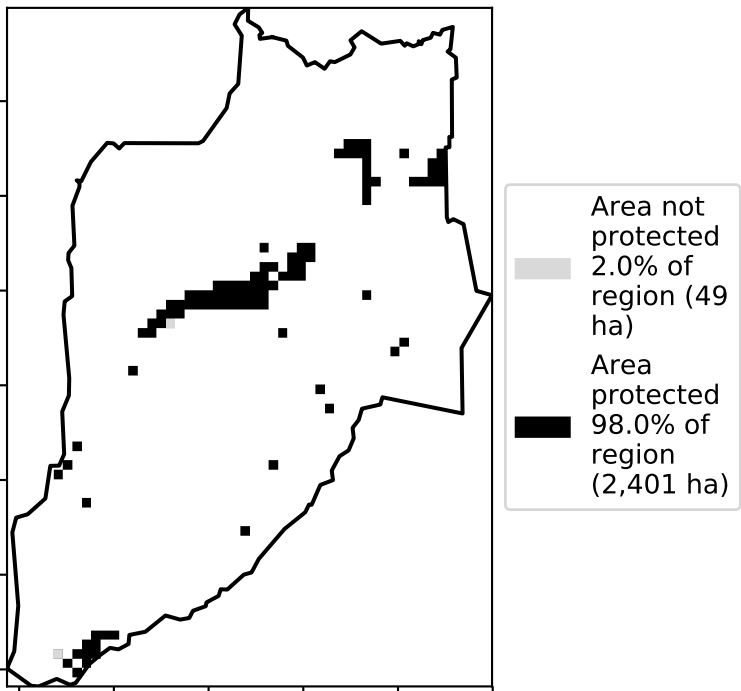 Area not
protected
2.0% of
region (49
ha)
Area
protected
98.0% of
region
(2,401 ha)